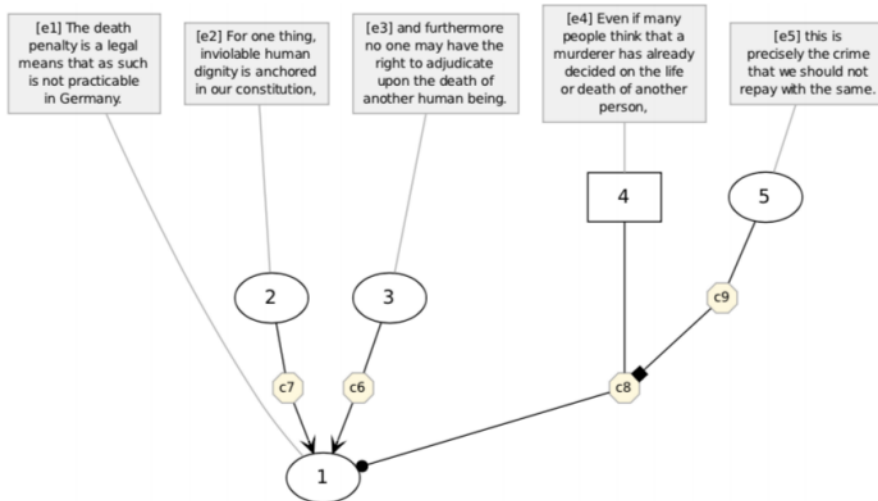 [e1] The death
penalty is a legal
means that as such
is not practicable
in Germany.
[e2] For one thing,
inviolable human
dignity is anchored
in our constitution,
[e3] and furthermore
no one may have the
right to adjudicate
upon the death of
another human being.
[e4] Even if many
people think that a
murderer has already
decided on the life
or death of another
person,
[e5] this is
precisely the crime
that we should not
repay with the same.
4
5
2
3
c9
c7
c6
c8
1